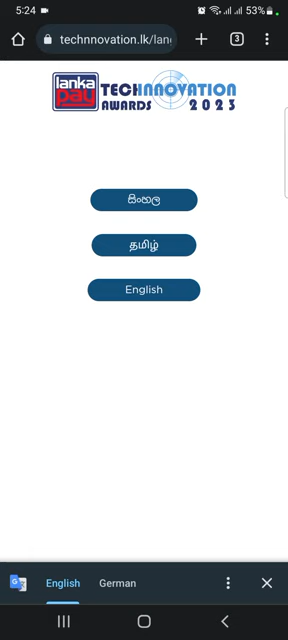 5:24
53%
technnovation.lk/lan
3
lanka
pay
TECHNNOVATION
AWARDS 2023
සිංහල
தமிழ்
English
English German